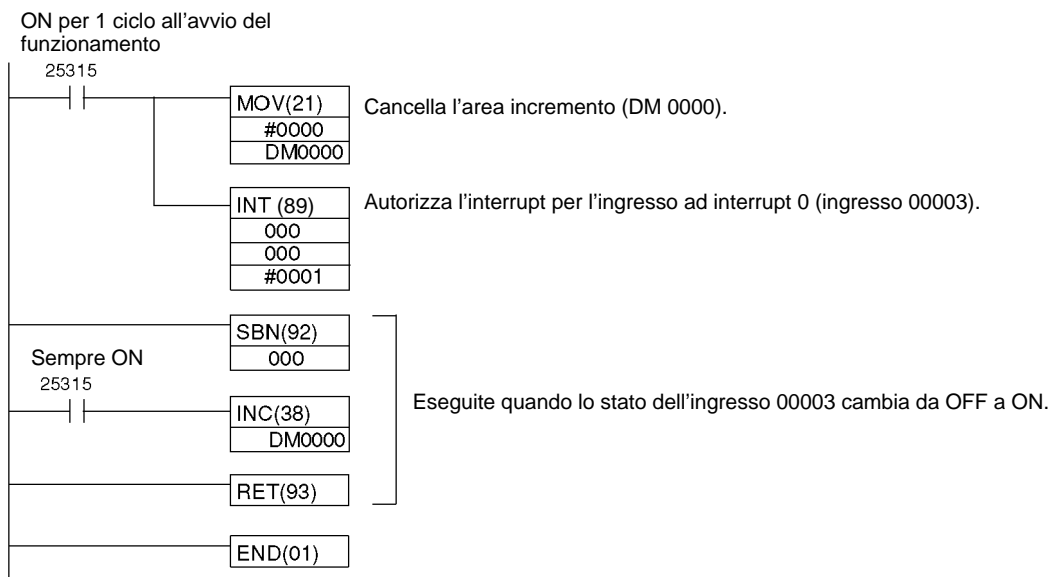 ON per 1 ciclo all'avvio del
funzionamento
25315
MOV(21)
#0000
DM0000
Cancella l'area incremento (DM 0000).
INT (89)
000
000
#0001
Autorizza l'interrupt per l'ingresso ad interrupt 0 (ingresso 00003).
SBN(92)
000
Sempre ON
25315
INC(38)
DM0000
Eseguite quando lo stato dell'ingresso 00003 cambia da OFF a ON.
RET(93)
END(01)